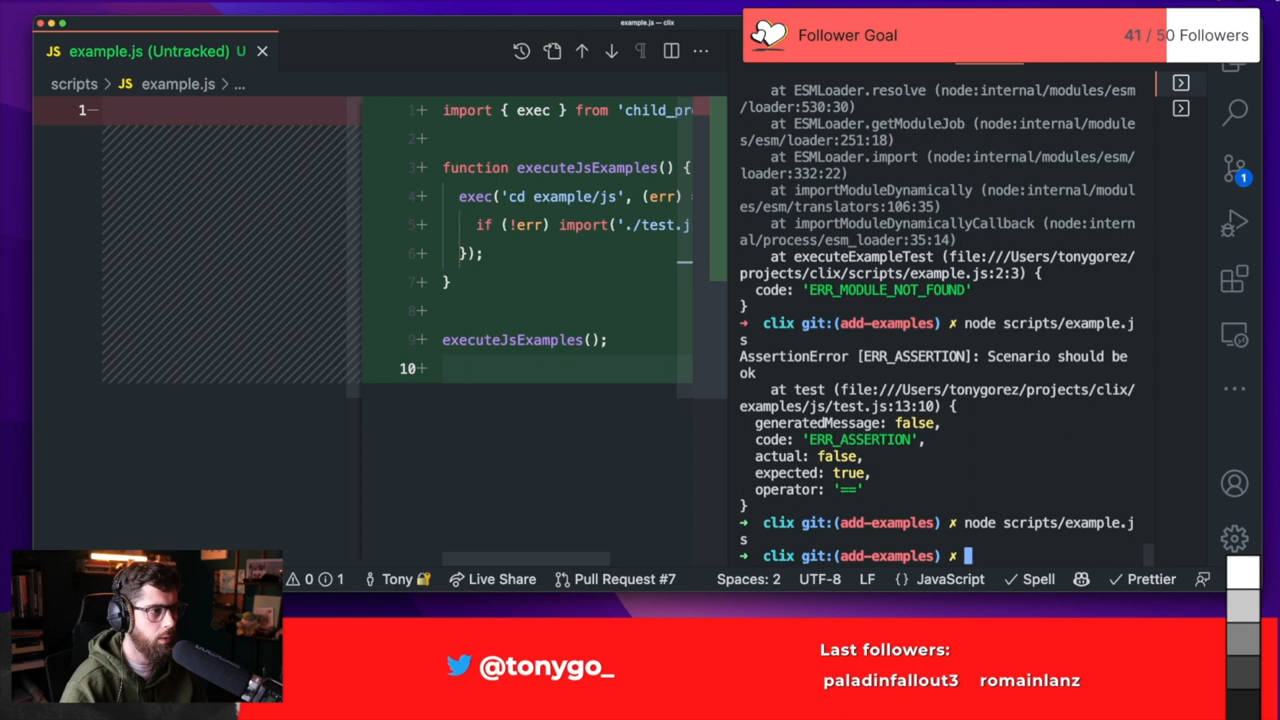 example.js — clix
JS example.js (Untracked) U
scripts > JS example.js > ...
1
1 import { exec } from 'child_pr
2
3 function executeJsExamples() {
4 exec('cd example/js', (err)
5 if (!err) import('./test.j
6 });
7 }
8
9 executeJsExamples();
10
Follower Goal 41 / 50 Followers
at ESMLoader.resolve (node:internal/modules/esm
/loader:530:30)
at ESMLoader.getModuleJob (node:internal/module
s/esm/loader:251:18)
at ESMLoader.import (node:internal/modules/esm/
loader:332:22)
at importModuleDynamically (node:internal/modul
es/esm/translators:106:35)
at importModuleDynamicallyCallback (node:intern
al/process/esm_loader:35:14)
at executeExampleTest (file:///Users/tonygorez/
projects/clix/scripts/example.js:2:3) {
code: 'ERR_MODULE_NOT_FOUND'
}
➜ clix git:(add-examples) ✗ node scripts/example.j
s
AssertionError [ERR_ASSERTION]: Scenario should be
ok
at test (file:///Users/tonygorez/projects/clix/
examples/js/test.js:13:10) {
generatedMessage: false,
code: 'ERR_ASSERTION',
actual: false,
expected: true,
operator: '=='
}
➜ clix git:(add-examples) ✗ node scripts/example.j
s
➜ clix git:(add-examples) ✗
1
0 1 Tony Live Share Pull Request #7 Spaces: 2 UTF-8 LF {} JavaScript Spell Prettier
@tonygo_
Last followers:
paladinfallout3 romainlanz